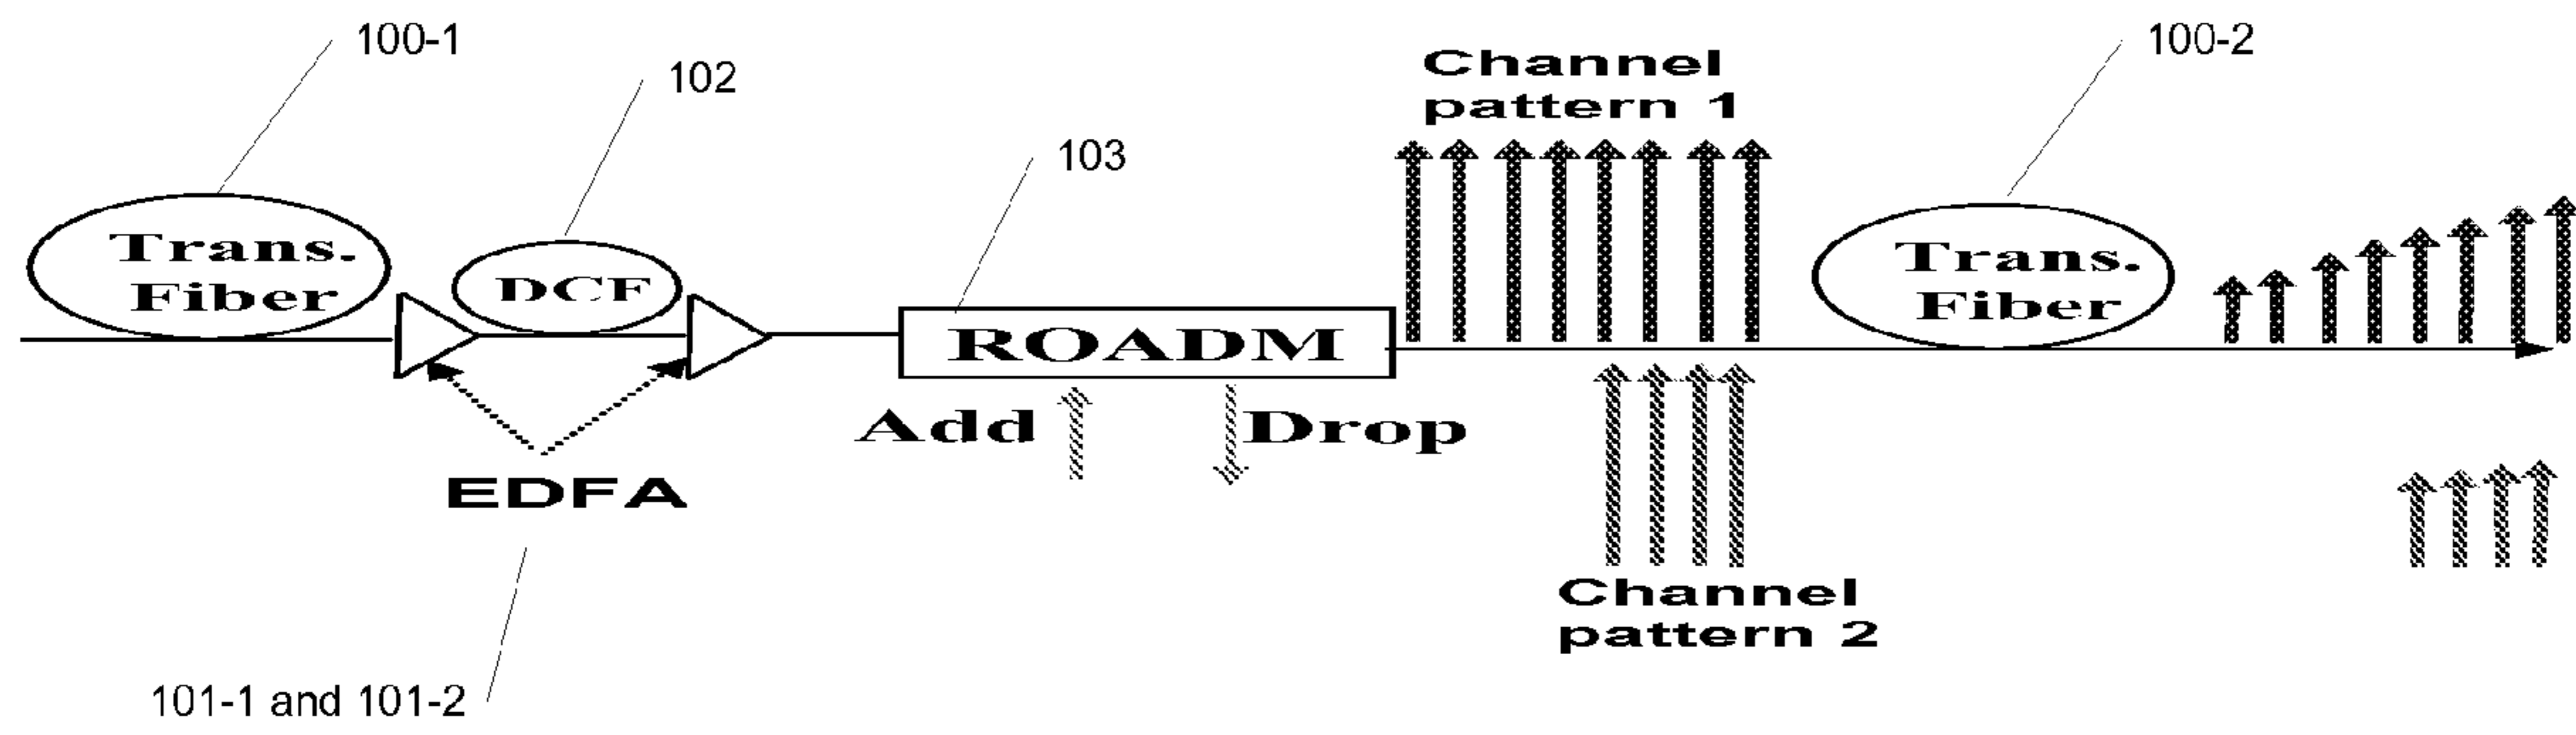 100-1
102
103
Channel
pattern 1
100-2
Trans.
Fiber
DCF
ROADM
Trans.
Fiber
Add
Drop
EDFA
Channel
pattern 2
101-1 and 101-2